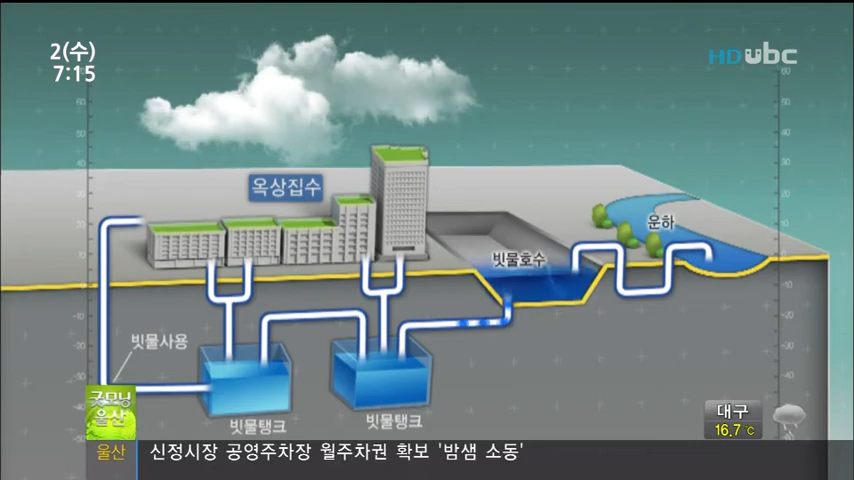 2(수)
7:15
HD ubc
옥상집수
운하
빗물호수
빗물사용
빗물탱크
빗물탱크
굿모닝
울산
대구
16.7℃
울산
신정시장 공영주차장 월주차권 확보 '밤샘 소동'